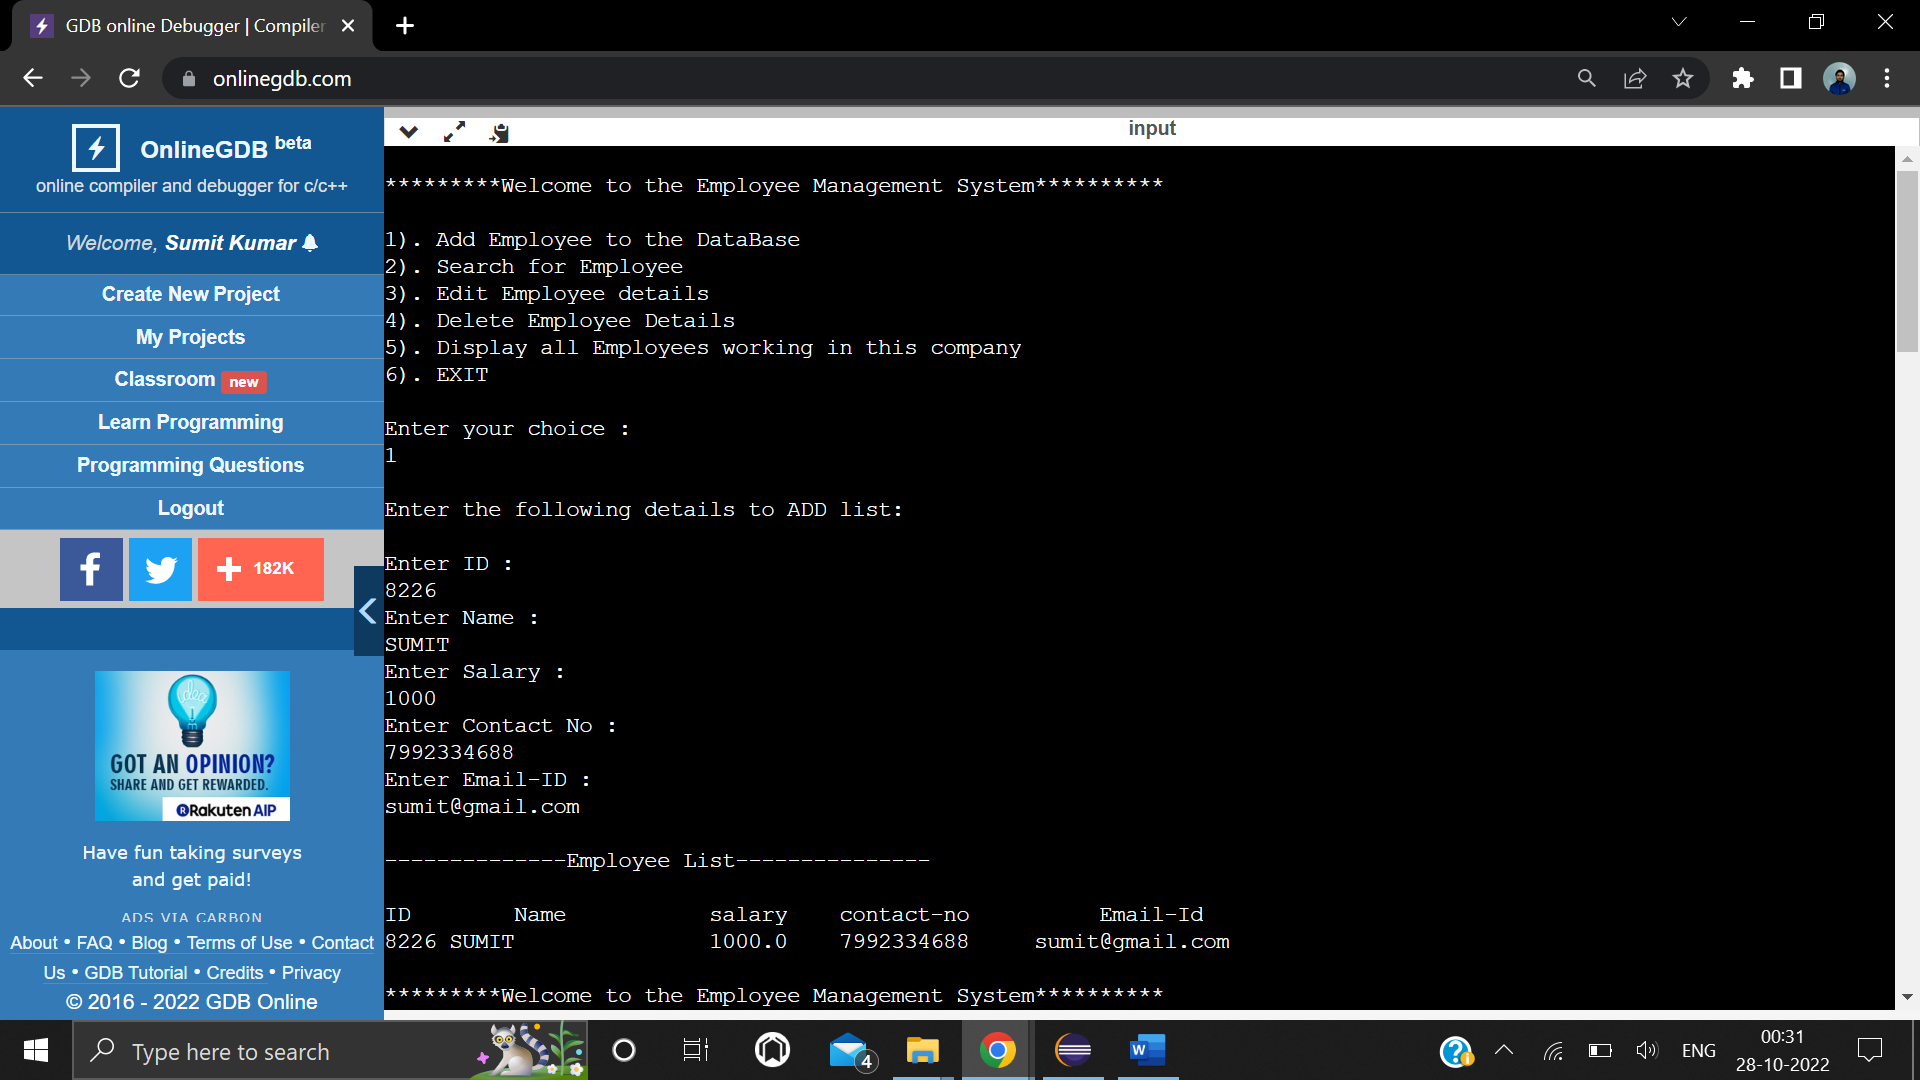 GDB online Debugger | Compiler
onlinegdb.com
OnlineGDB beta
online compiler and debugger for c/c++
Welcome, Sumit Kumar
Create New Project
My Projects
Classroom new
Learn Programming
Programming Questions
Logout
182K
idea
GOT AN OPINION?
SHARE AND GET REWARDED.
Rakuten AIP
Have fun taking surveys
and get paid!
ADS VIA CARBON
About • FAQ • Blog • Terms of Use • Contact
Us • GDB Tutorial • Credits • Privacy
© 2016 - 2022 GDB Online
input
*********Welcome to the Employee Management System**********
1). Add Employee to the DataBase
2). Search for Employee
3). Edit Employee details
4). Delete Employee Details
5). Display all Employees working in this company
6). EXIT
Enter your choice :
1
Enter the following details to ADD list:
Enter ID :
8226
Enter Name :
SUMIT
Enter Salary :
1000
Enter Contact No :
7992334688
Enter Email-ID :
sumit@gmail.com
--------------Employee List---------------
ID Name salary contact-no Email-Id
8226 SUMIT 1000.0 7992334688 sumit@gmail.com
*********Welcome to the Employee Management System**********
Type here to search
4
W
ENG
00:31
28-10-2022